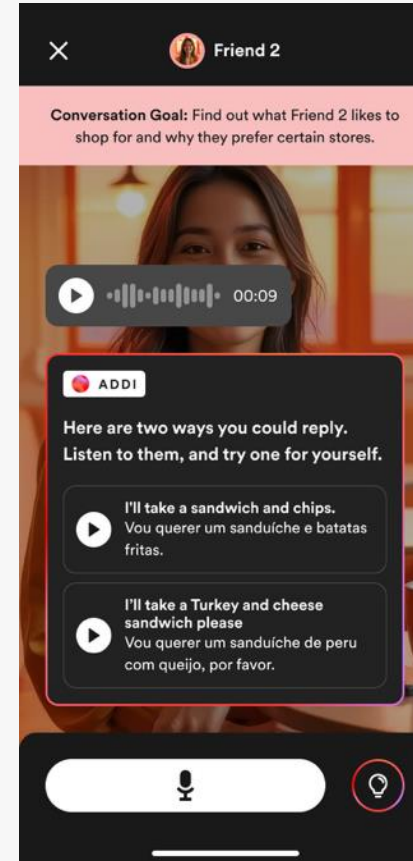 Friend 2
Conversation Goal: Find out what Friend 2 likes to
shop for and why they prefer certain stores.
00:09
ADDI
Here are two ways you could reply.
Listen to them, and try one for yourself.
I'll take a sandwich and chips.
Vou querer um sanduíche e batatas
fritas.
I'll take a Turkey and cheese
sandwich please
Vou querer um sanduíche de peru
com queijo, por favor.